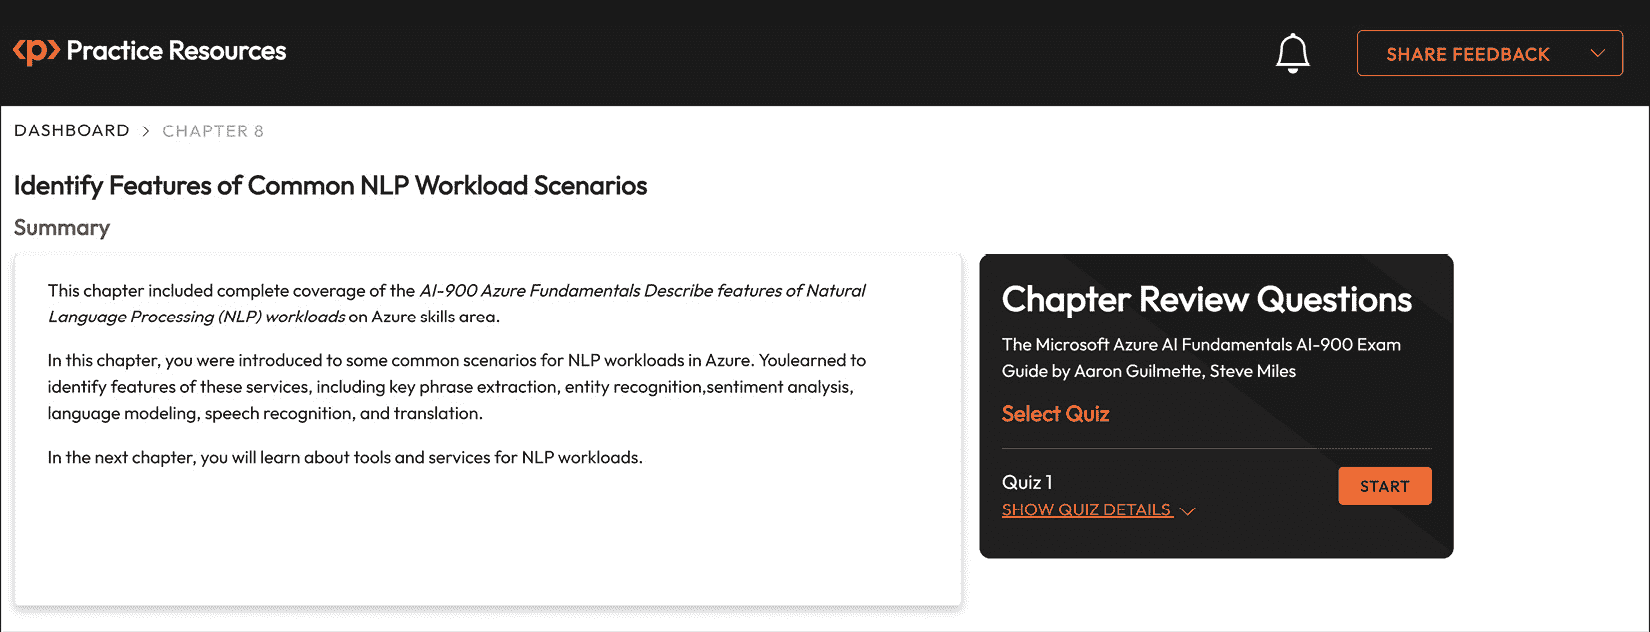 <p> Practice Resources
SHARE FEEDBACK
DASHBOARD > CHAPTER 8
Identify Features of Common NLP Workload Scenarios
Summary
This chapter included complete coverage of the AI-900 Azure Fundamentals Describe features of Natural
Language Processing (NLP) workloads on Azure skills area.
In this chapter, you were introduced to some common scenarios for NLP workloads in Azure. Youlearned to
identify features of these services, including key phrase extraction, entity recognition,sentiment analysis,
language modeling, speech recognition, and translation.
In the next chapter, you will learn about tools and services for NLP workloads.
Chapter Review Questions
The Microsoft Azure AI Fundamentals AI-900 Exam
Guide by Aaron Guilmette, Steve Miles
Select Quiz
Quiz 1
SHOW QUIZ DETAILS
START